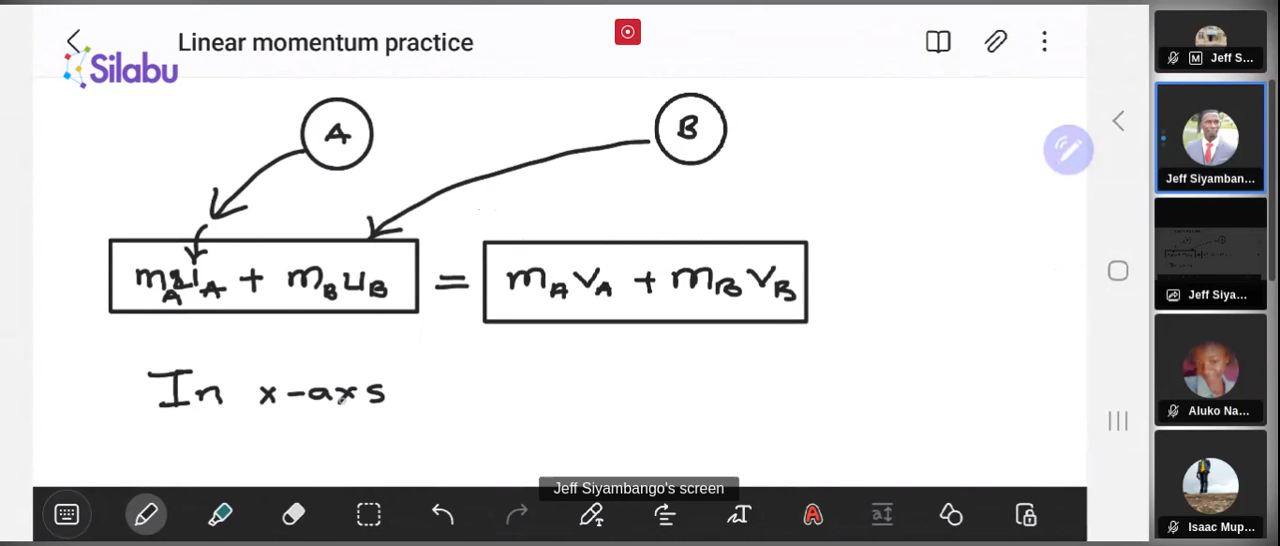 Linear momentum practice
Silabu
A
B
mAuA + mBuB = mAvA + mBvB
In x-axs
Jeff Siyambango's screen
Jeff S...
Jeff Siyamban...
Jeff Siya...
Aluko Na...
Isaac Mup...